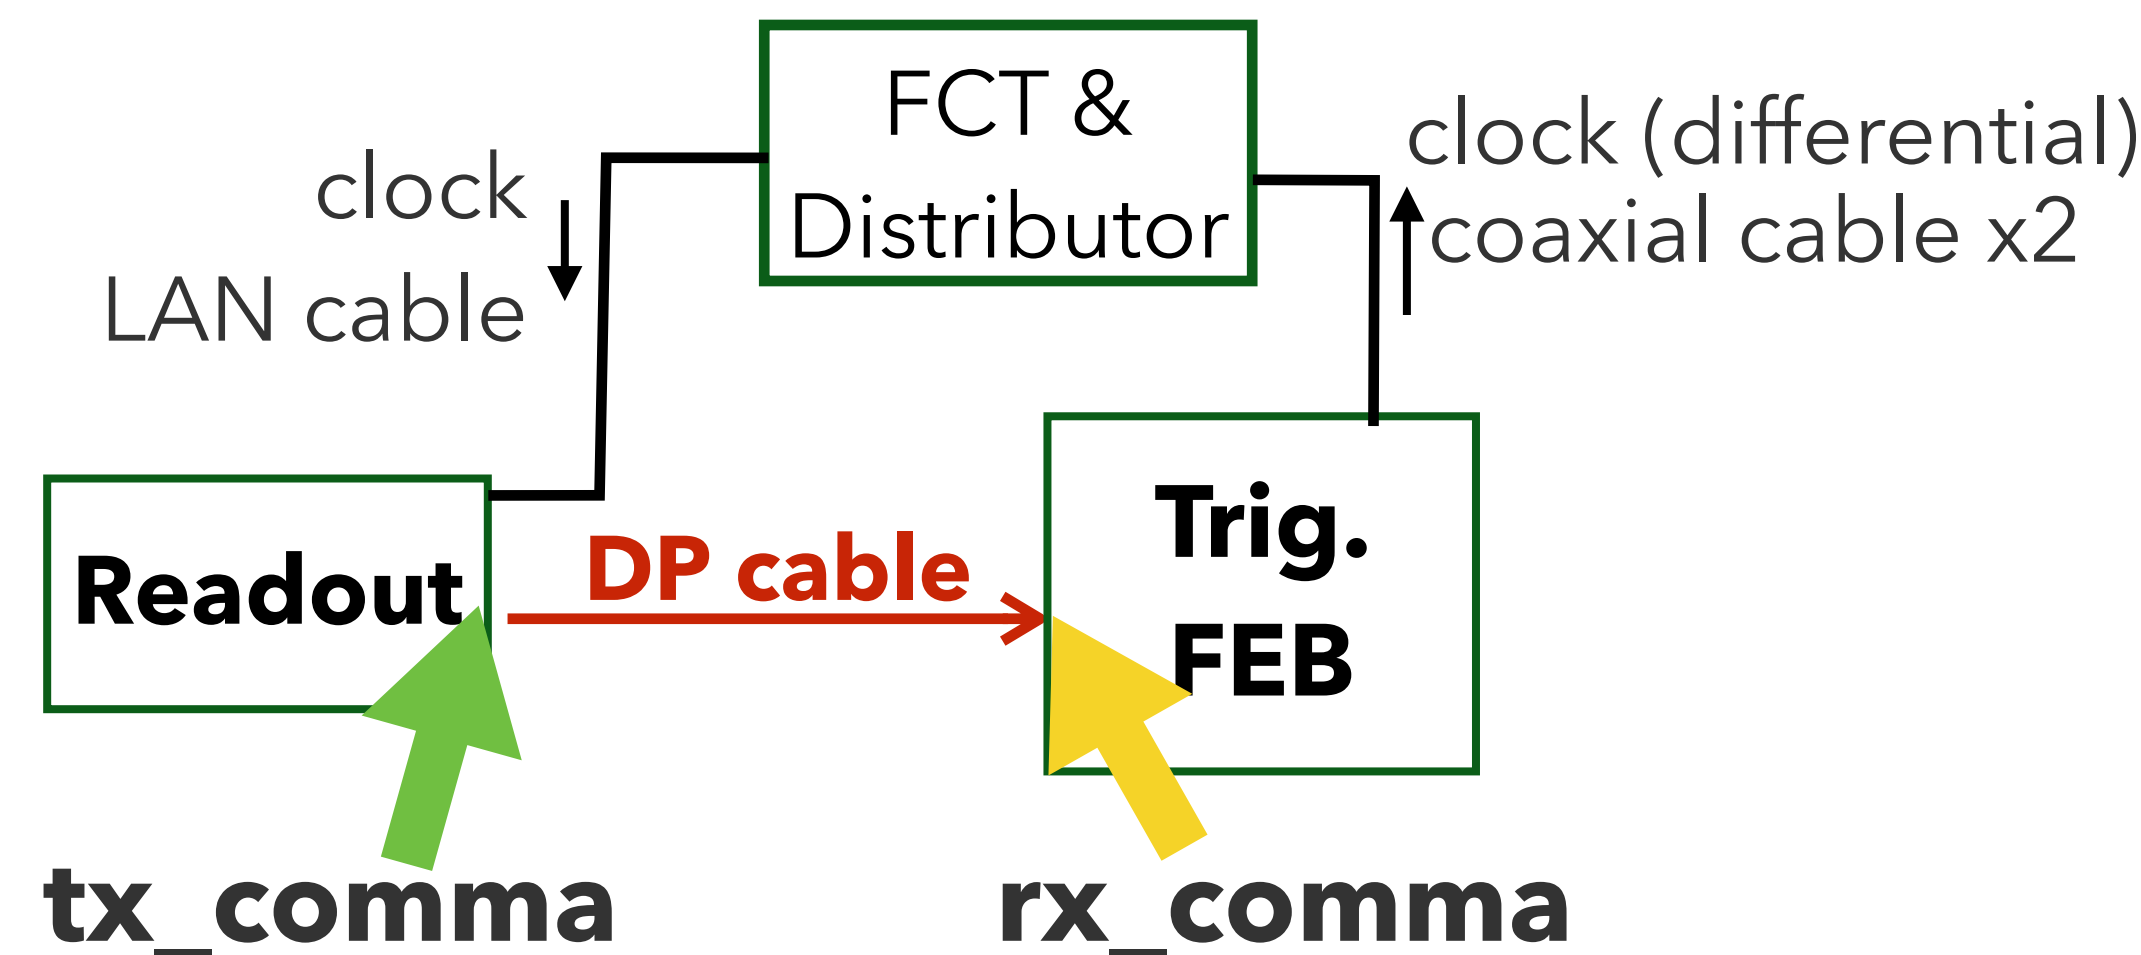 FCT &
Distributor
clock
LAN cable
clock (differential)
coaxial cable x2
Readout
DP cable
Trig.
FEB
tx_comma
rx_comma